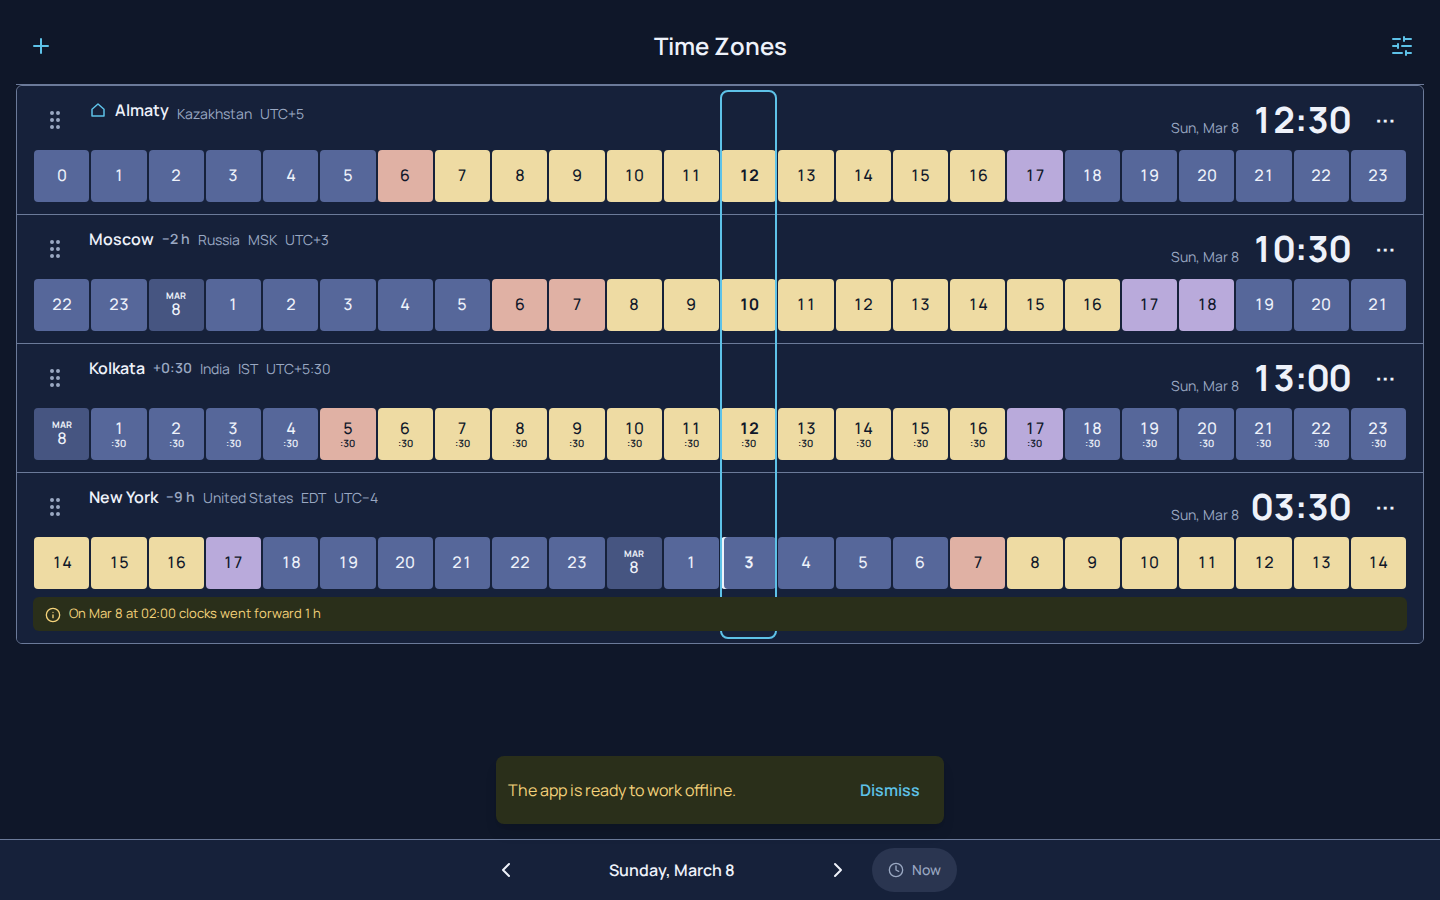 Time Zones
Almaty Kazakhstan UTC+5
Sun, Mar 8 12:30
0 1 2 3 4 5 6 7 8 9 10 11 12 13 14 15 16 17 18 19 20 21 22 23
Moscow −2 h Russia MSK UTC+3
Sun, Mar 8 10:30
22 23 MAR 8 1 2 3 4 5 6 7 8 9 10 11 12 13 14 15 16 17 18 19 20 21
Kolkata +0:30 India IST UTC+5:30
Sun, Mar 8 13:00
MAR 8 1:30 2:30 3:30 4:30 5:30 6:30 7:30 8:30 9:30 10:30 11:30 12:30 13:30 14:30 15:30 16:30 17:30 18:30 19:30 20:30 21:30 22:30 23:30
New York −9 h United States EDT UTC−4
Sun, Mar 8 03:30
14 15 16 17 18 19 20 21 22 23 MAR 8 1 3 4 5 6 7 8 9 10 11 12 13 14
On Mar 8 at 02:00 clocks went forward 1 h
The app is ready to work offline. Dismiss
Sunday, March 8 Now